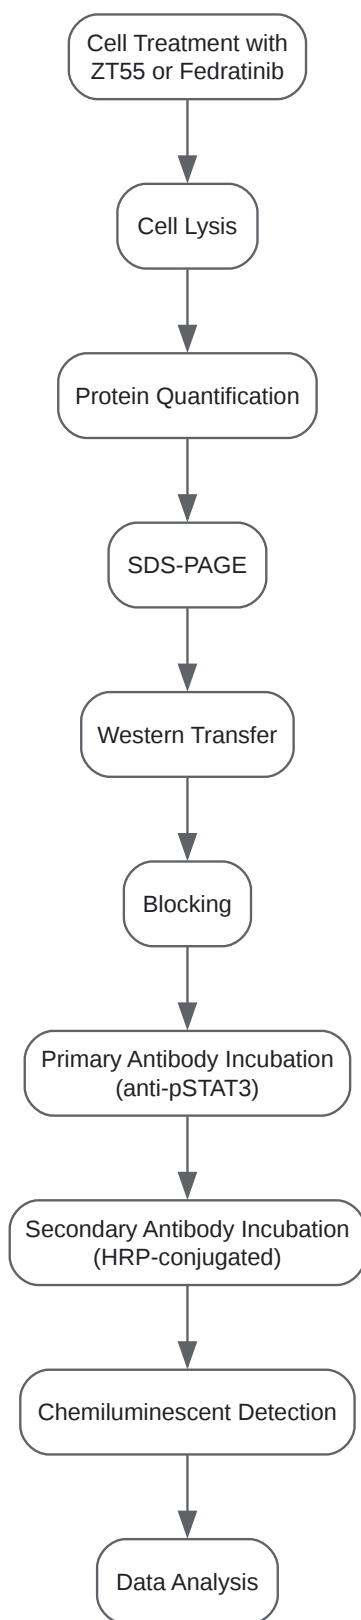 Cell Treatment with
ZT55 or Fedratinib
Cell Lysis
Protein Quantification
SDS-PAGE
Western Transfer
Blocking
Primary Antibody Incubation
(anti-pSTAT3)
Secondary Antibody Incubation
(HRP-conjugated)
Chemiluminescent Detection
Data Analysis